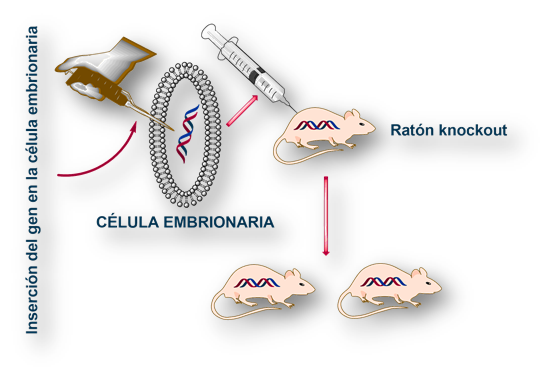 Inserción del gen en la célula embrionaria
CÉLULA EMBRIONARIA
Ratón knockout